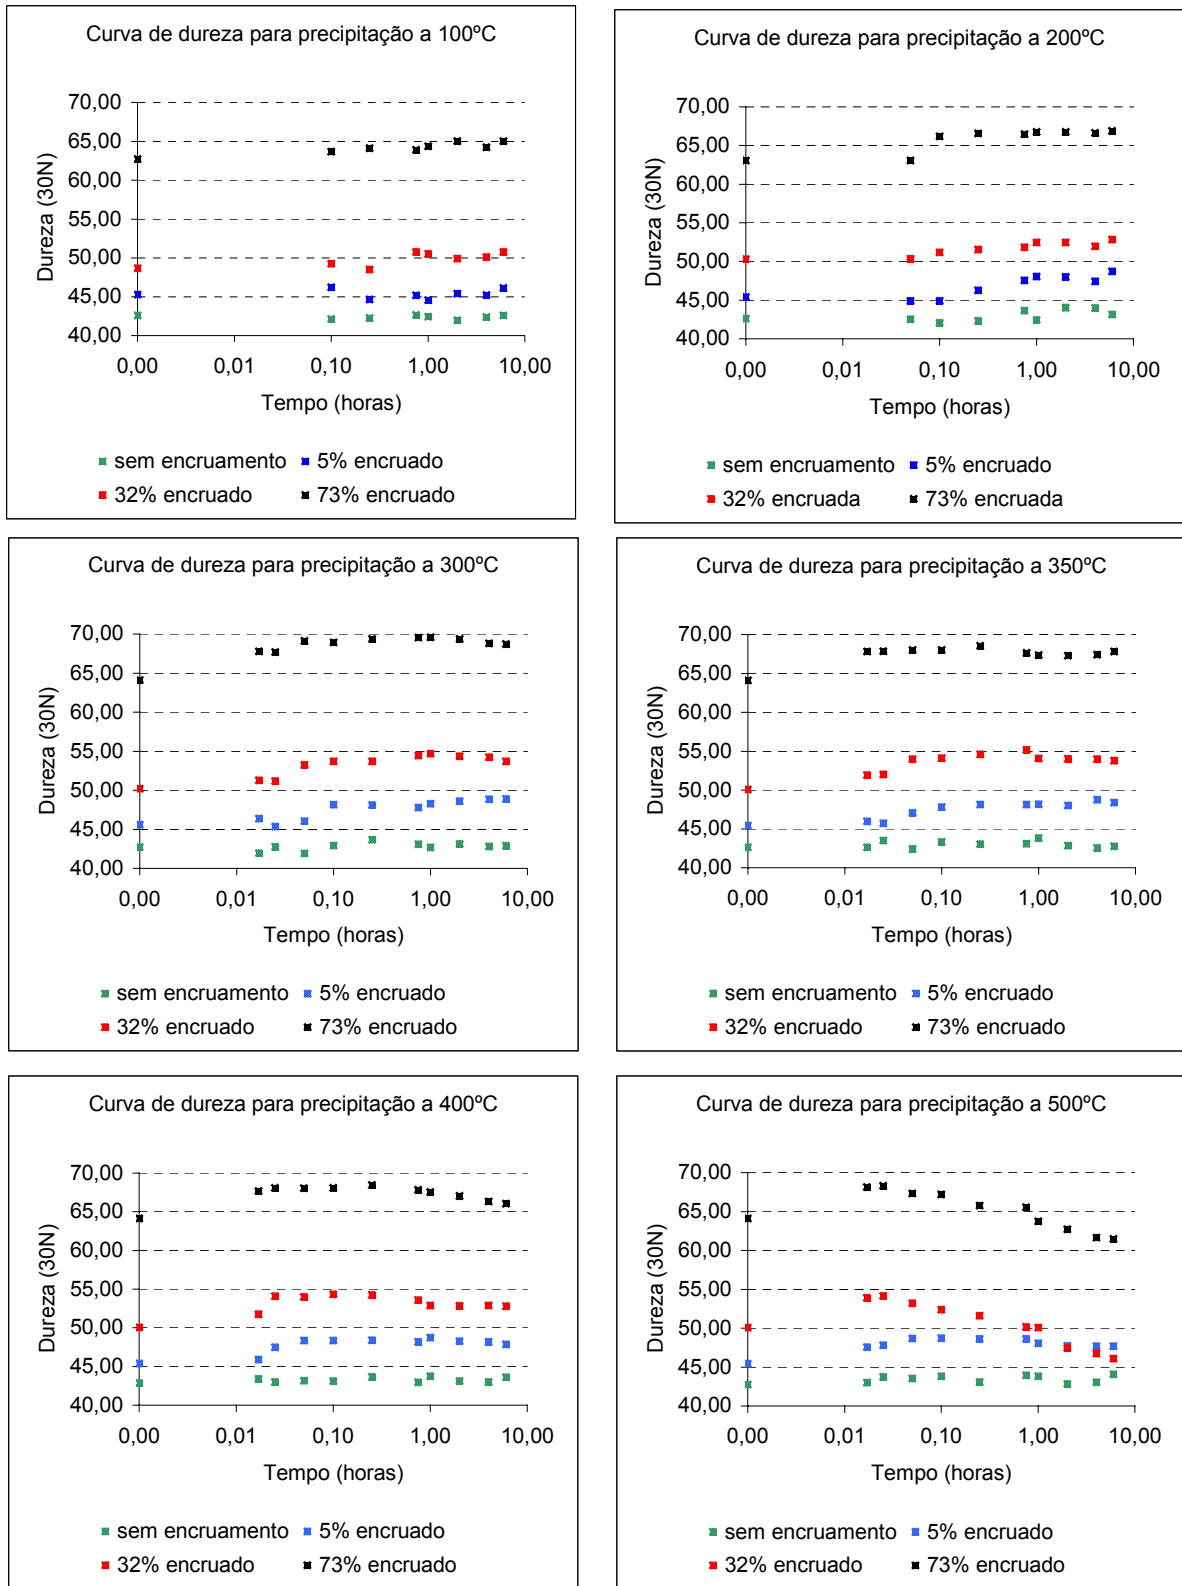 Curva de dureza para precipitação a 100ºC
70,00
65,00
60,00
55,00
50,00
45,00
40,00
Dureza (30N)
0,00 0,01 0,10 1,00 10,00
Tempo (horas)
sem encruamento 5% encruado
32% encruado 73% encruado
Curva de dureza para precipitação a 200ºC
70,00
65,00
60,00
55,00
50,00
45,00
40,00
Dureza (30N)
0,00 0,01 0,10 1,00 10,00
Tempo (horas)
sem encruamento 5% encruado
32% encruada 73% encruada
Curva de dureza para precipitação a 300ºC
70,00
65,00
60,00
55,00
50,00
45,00
40,00
Dureza (30N)
0,00 0,01 0,10 1,00 10,00
Tempo (horas)
sem encruamento 5% encruado
32% encruado 73% encruado
Curva de dureza para precipitação a 350ºC
70,00
65,00
60,00
55,00
50,00
45,00
40,00
Dureza (30N)
0,00 0,01 0,10 1,00 10,00
Tempo (horas)
sem encruamento 5% encruado
32% encruado 73% encruado
Curva de dureza para precipitação a 400ºC
70,00
65,00
60,00
55,00
50,00
45,00
40,00
Dureza (30N)
0,00 0,01 0,10 1,00 10,00
Tempo (horas)
sem encruamento 5% encruado
32% encruado 73% encruado
Curva de dureza para precipitação a 500ºC
70,00
65,00
60,00
55,00
50,00
45,00
40,00
Dureza (30N)
0,00 0,01 0,10 1,00 10,00
Tempo (horas)
sem encruamento 5% encruado
32% encruado 73% encruado